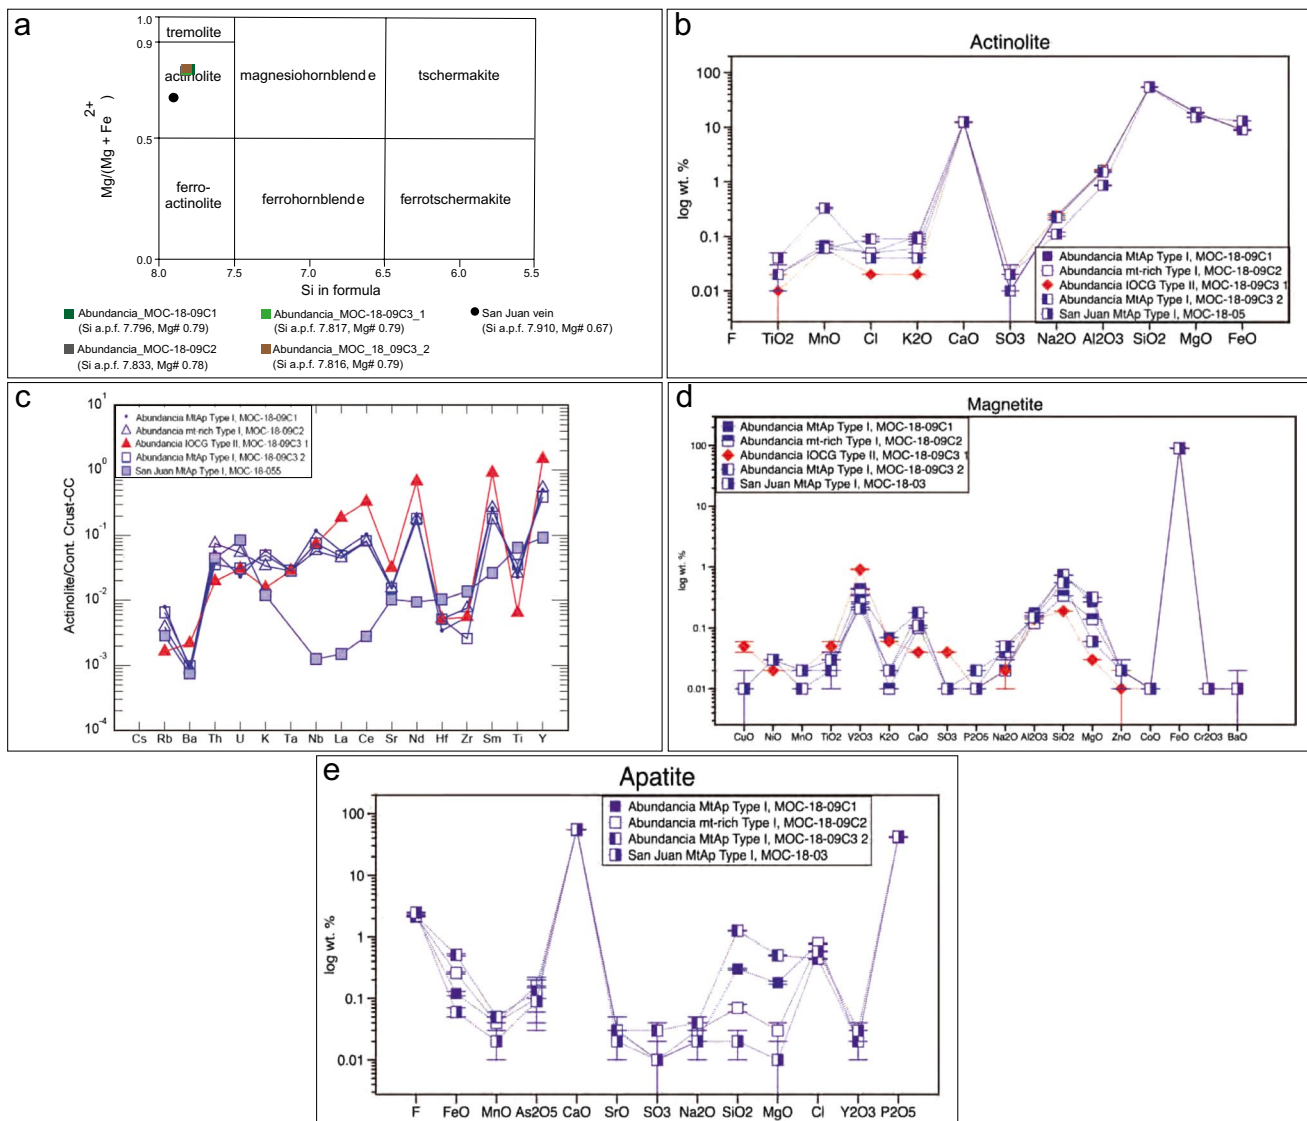 a
1.0
0.9
0.5
0.0
Mg/(Mg + Fe2+)
tremolite
actinolite
magnesiohornblende
tschermakite
ferro-
actinolite
ferrohornblende
ferrotschermakite
8.0 7.5 7.0 6.5 6.0 5.5
Si in formula
Abundancia_MOC-18-09C1
(Si a.p.f. 7.796, Mg# 0.79)
Abundancia_MOC-18-09C3_1
(Si a.p.f. 7.817, Mg# 0.79)
San Juan vein
(Si a.p.f. 7.910, Mg# 0.67)
Abundancia_MOC-18-09C2
(Si a.p.f. 7.833, Mg# 0.78)
Abundancia_MOC_18_09C3_2
(Si a.p.f. 7.816, Mg# 0.79)
b
Actinolite
100
10
1
0.1
0.01
log wt. %
Abundancia MtAp Type I, MOC-18-09C1
Abundancia mt-rich Type I, MOC-18-09C2
Abundancia IOCG Type II, MOC-18-09C3 1
Abundancia MtAp Type I, MOC-18-09C3 2
San Juan MtAp Type I, MOC-18-05
F TiO2 MnO Cl K2O CaO SO3 Na2O Al2O3 SiO2 MgO FeO
c
10^1
10^0
10^-1
10^-2
10^-3
10^-4
Actinolite/Cont. Crust-CC
Abundancia MtAp Type I, MOC-18-09C1
Abundancia mt-rich Type I, MOC-18-09C2
Abundancia IOCG Type II, MOC-18-09C3 1
Abundancia MtAp Type I, MOC-18-09C3 2
San Juan MtAp Type I, MOC-18-055
Cs Rb Ba Th U K Ta Nb La Ce Sr Nd Hf Zr Sm Ti Y
d
Magnetite
100
10
1
0.1
0.01
log wt. %
Abundancia MtAp Type I, MOC-18-09C1
Abundancia mt-rich Type I, MOC-18-09C2
Abundancia IOCG Type II, MOC-18-09C3 1
Abundancia MtAp Type I, MOC-18-09C3 2
San Juan MtAp Type I, MOC-18-03
CuO NiO MnO TiO2 V2O3 K2O CaO SO3 P2O5 Na2O Al2O3 SiO2 MgO ZnO CoO FeO Cr2O3 BaO
e
Apatite
100
10
1
0.1
0.01
log wt. %
Abundancia MtAp Type I, MOC-18-09C1
Abundancia mt-rich Type I, MOC-18-09C2
Abundancia MtAp Type I, MOC-18-09C3 2
San Juan MtAp Type I, MOC-18-03
F FeO MnO As2O5 CaO SrO SO3 Na2O SiO2 MgO Cl Y2O3 P2O5